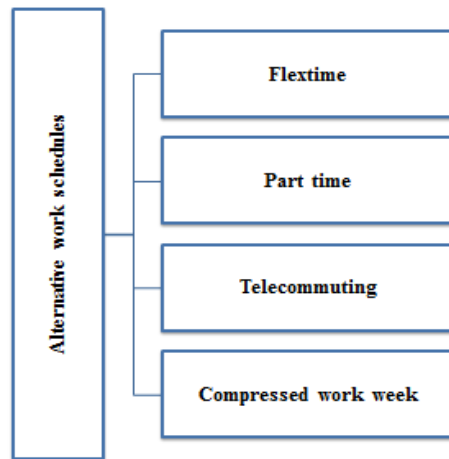 Alternative work schedules
Flextime
Part time
Telecommuting
Compressed work week